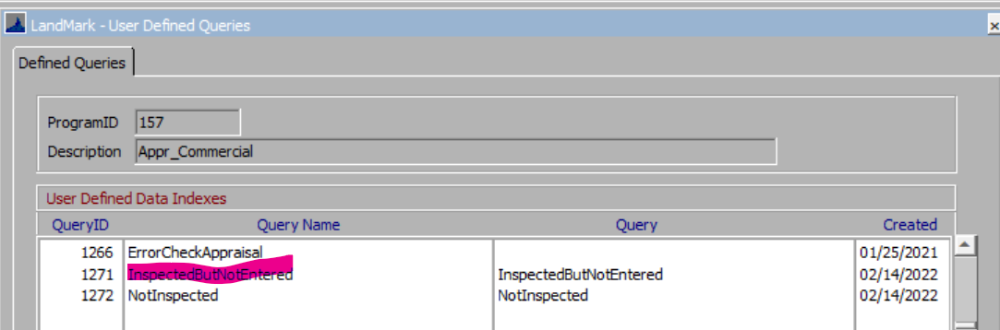 LandMark - User Defined Queries
Defined Queries
ProgramID 157
Description Appr_Commercial
User Defined Data Indexes
QueryID Query Name Query Created
1266 ErrorCheckAppraisal 01/25/2021
1271 InspectedButNotEntered InspectedButNotEntered 02/14/2022
1272 NotInspected NotInspected 02/14/2022